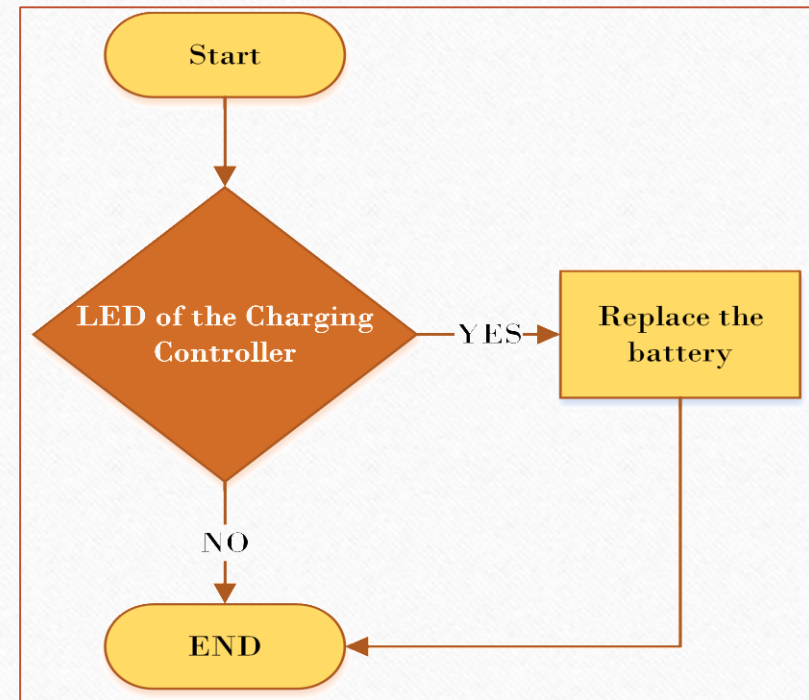 Start
LED of the Charging
Controller
YES
Replace the
battery
NO
END